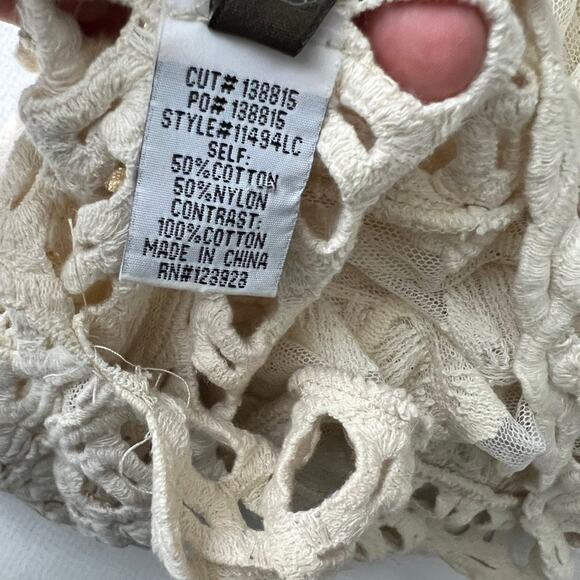 CUT# 138815
PO# 138815
STYLE#11494LC
SELF:
50%COTTON
50%NYLON
CONTRAST:
100%COTTON
MADE IN CHINA
RN#123923